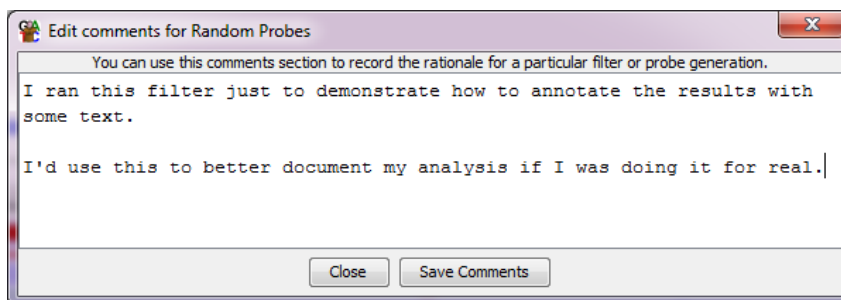 Edit comments for Random Probes
You can use this comments section to record the rationale for a particular filter or probe generation.
I ran this filter just to demonstrate how to annotate the results with
some text.
I'd use this to better document my analysis if I was doing it for real.
Close
Save Comments